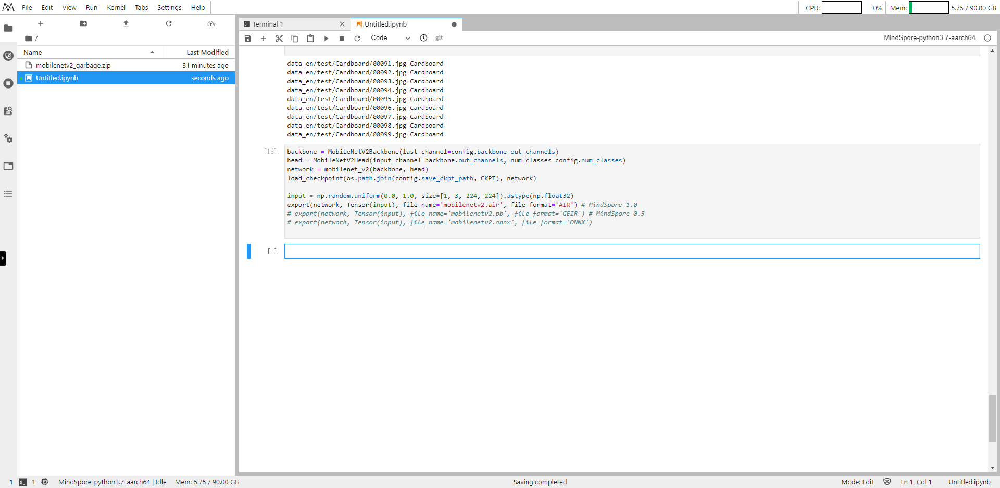 File Edit View Run Kernel Tabs Settings Help
CPU: 0% Mem: 5.75 / 90.00 GB
/
Name Last Modified
mobilenetv2_garbage.zip 31 minutes ago
Untitled.ipynb seconds ago
Terminal 1 Untitled.ipynb
Code git MindSpore-python3.7-aarch64
data_en/test/Cardboard/00091.jpg Cardboard
data_en/test/Cardboard/00092.jpg Cardboard
data_en/test/Cardboard/00093.jpg Cardboard
data_en/test/Cardboard/00094.jpg Cardboard
data_en/test/Cardboard/00095.jpg Cardboard
data_en/test/Cardboard/00096.jpg Cardboard
data_en/test/Cardboard/00097.jpg Cardboard
data_en/test/Cardboard/00098.jpg Cardboard
data_en/test/Cardboard/00099.jpg Cardboard
[13]: backbone = MobileNetV2Backbone(last_channel=config.backbone_out_channels)
head = MobileNetV2Head(input_channel=backbone.out_channels, num_classes=config.num_classes)
network = mobilenet_v2(backbone, head)
load_checkpoint(os.path.join(config.save_ckpt_path, CKPT), network)
input = np.random.uniform(0.0, 1.0, size=[1, 3, 224, 224]).astype(np.float32)
export(network, Tensor(input), file_name='mobilenetv2.air', file_format='AIR') # MindSpore 1.0
# export(network, Tensor(input), file_name='mobilenetv2.pb', file_format='GEIR') # MindSpore 0.5
# export(network, Tensor(input), file_name='mobilenetv2.onnx', file_format='ONNX')
[ ]:
1 1 MindSpore-python3.7-aarch64 | Idle Mem: 5.75 / 90.00 GB Saving completed Mode: Edit Ln 1, Col 1 Untitled.ipynb